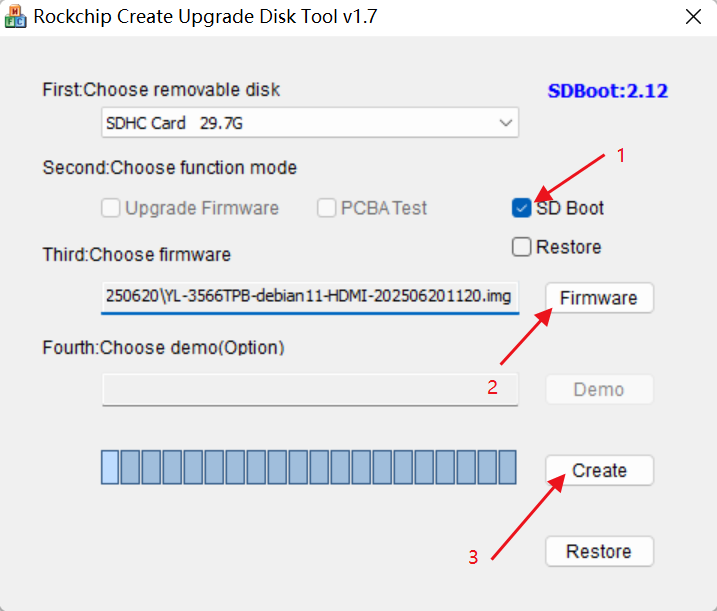 Rockchip Create Upgrade Disk Tool v1.7
First:Choose removable disk
SDBoot:2.12
SDHC Card 29.7G
1
Second:Choose function mode
Upgrade Firmware
PCBA Test
SD Boot
Restore
Third:Choose firmware
250620\YL-3566TPB-debian11-HDMI-202506201120.img
Firmware
Fourth:Choose demo(Option)
2
Demo
Create
3
Restore